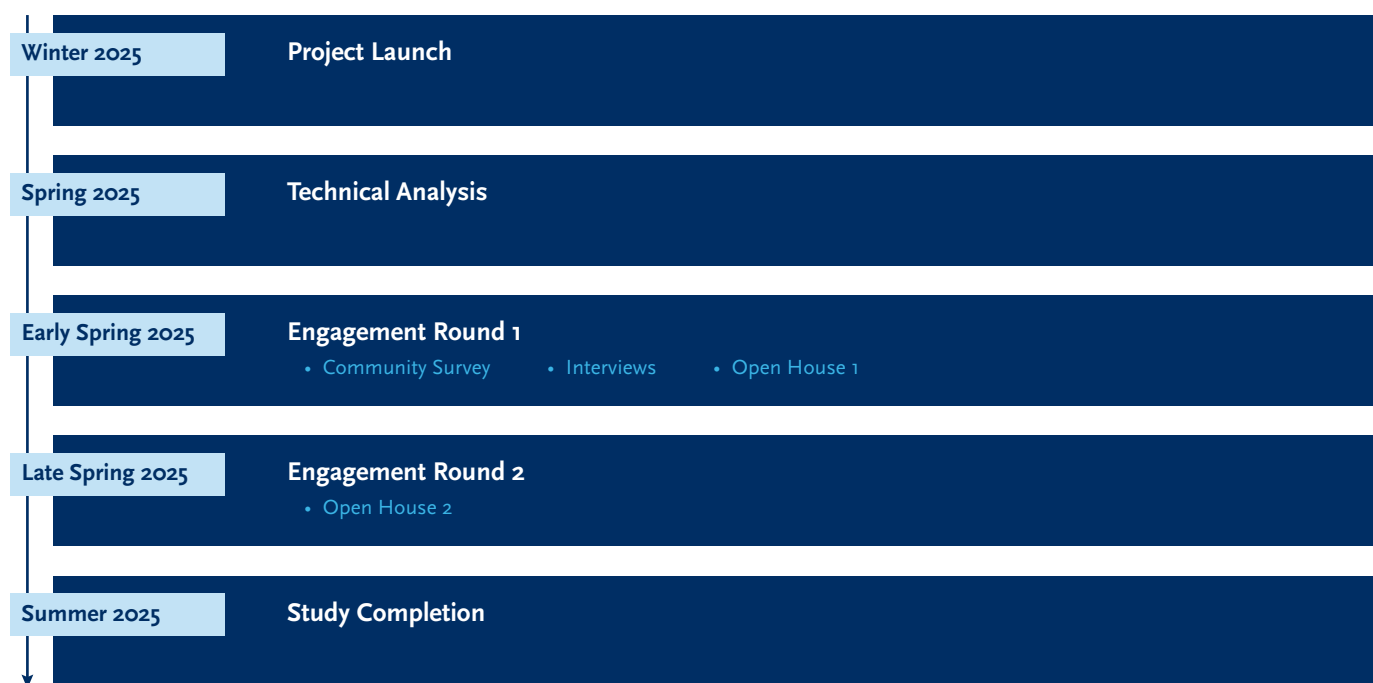 Winter 2025
Project Launch
Spring 2025
Technical Analysis
Early Spring 2025
Engagement Round 1
• Community Survey • Interviews • Open House 1
Late Spring 2025
Engagement Round 2
• Open House 2
Summer 2025
Study Completion